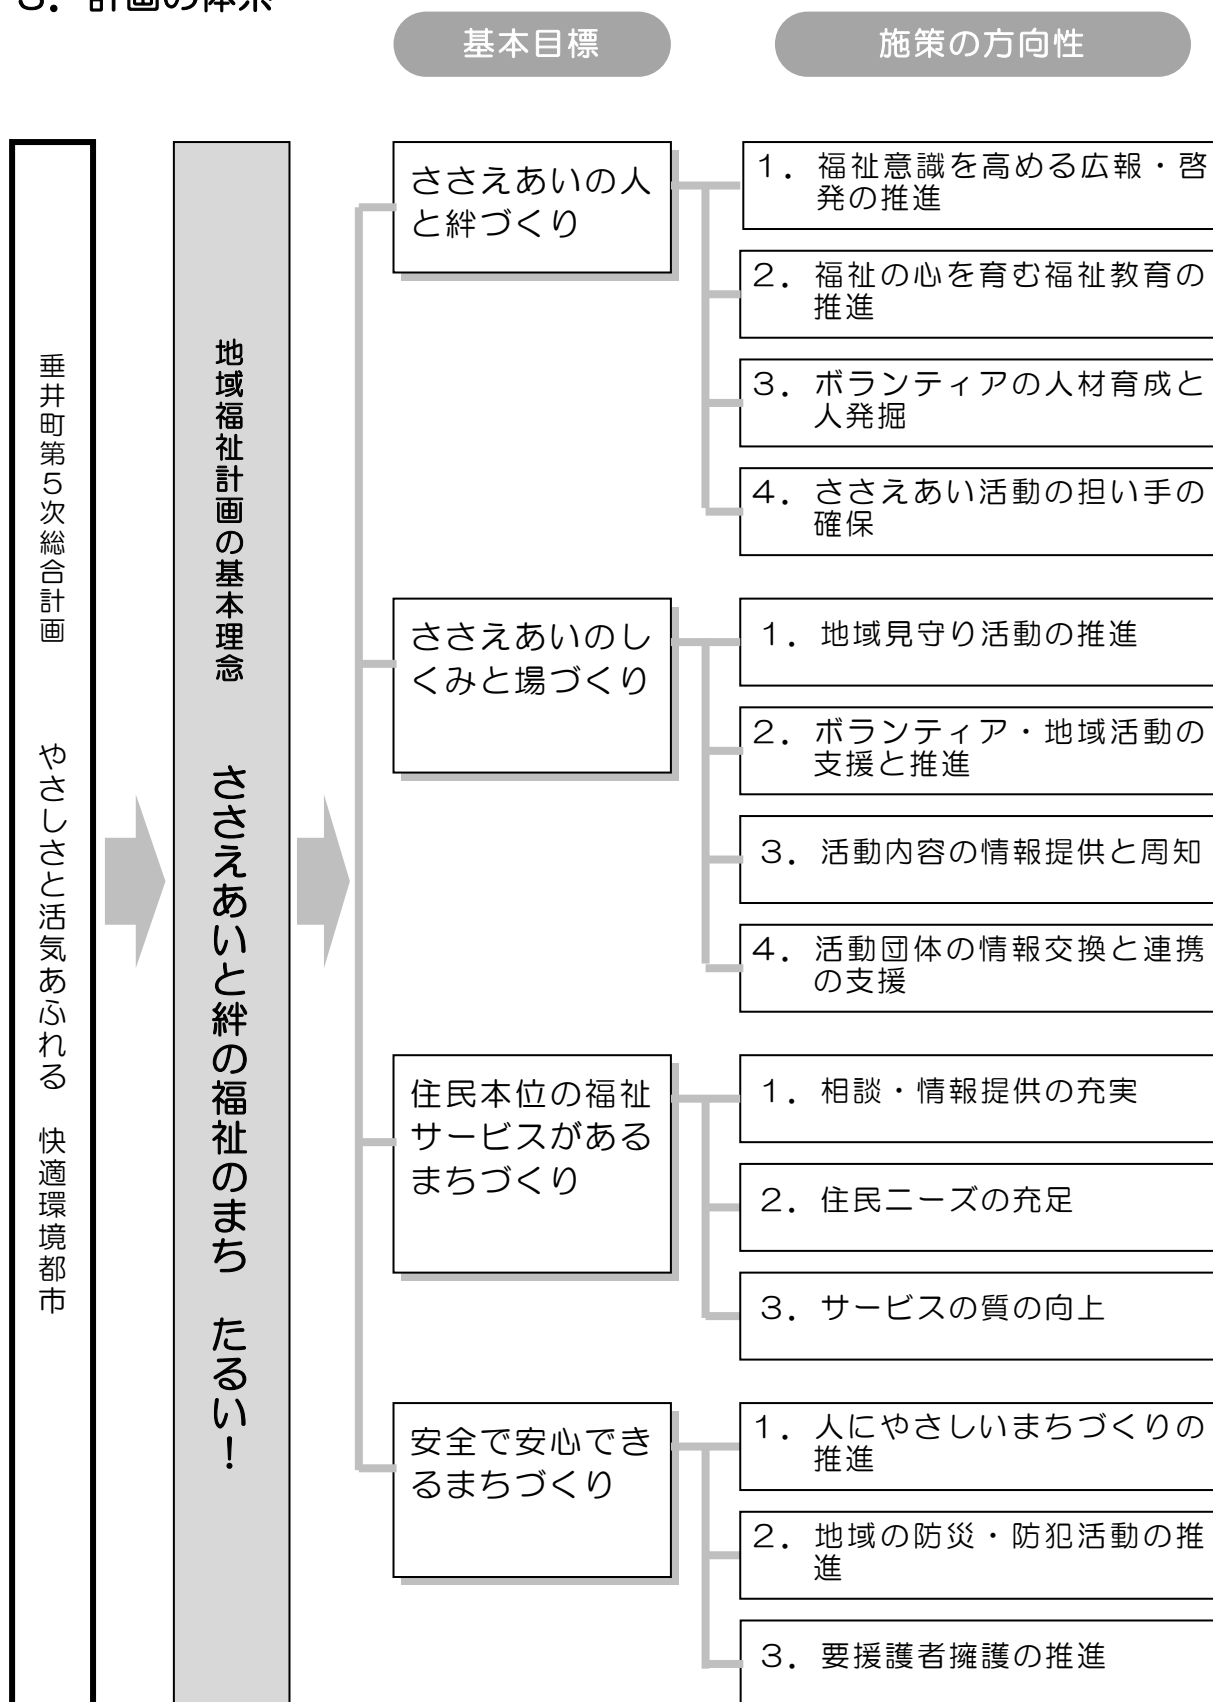 計画の体系
基本目標
施策の方向性
垂井町第５次総合計画　やさしさと活気あふれる　快適環境都市
地域福祉計画の基本理念　ささえあいと絆の福祉のまち　たるい！
ささえあいの人
と絆づくり
１．福祉意識を高める広報・啓
発の推進
２．福祉の心を育む福祉教育の
推進
３．ボランティアの人材育成と
人発掘
４．ささえあい活動の担い手の
確保
ささえあいのし
くみと場づくり
１．地域見守り活動の推進
２．ボランティア・地域活動の
支援と推進
３．活動内容の情報提供と周知
４．活動団体の情報交換と連携
の支援
住民本位の福祉
サービスがある
まちづくり
１．相談・情報提供の充実
２．住民ニーズの充足
３．サービスの質の向上
安全で安心でき
るまちづくり
１．人にやさしいまちづくりの
推進
２．地域の防災・防犯活動の推
進
３．要援護者擁護の推進